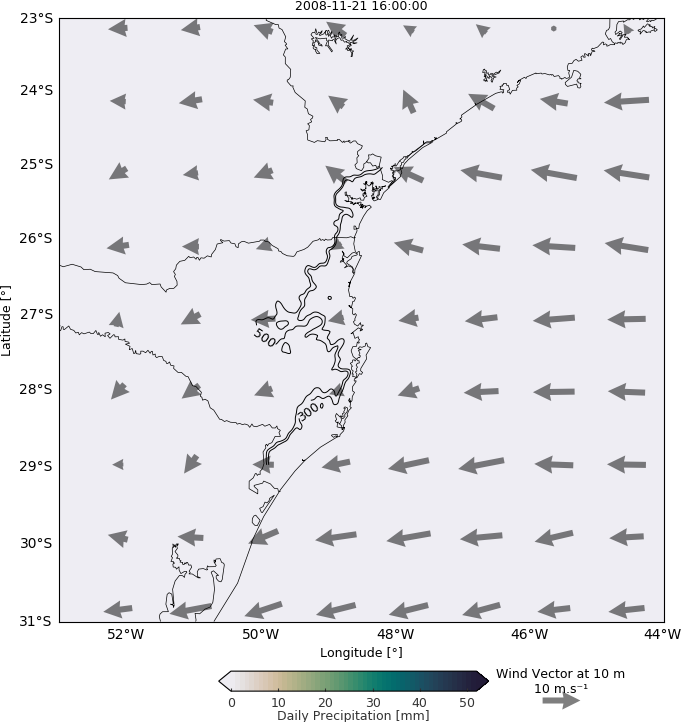 2008-11-21 16:00:00
23°S
24°S
25°S
26°S
27°S
28°S
29°S
30°S
31°S
Latitude [°]
500
300
52°W 50°W 48°W 46°W 44°W
Longitude [°]
0 10 20 30 40 50
Daily Precipitation [mm]
Wind Vector at 10 m
10 m s⁻¹